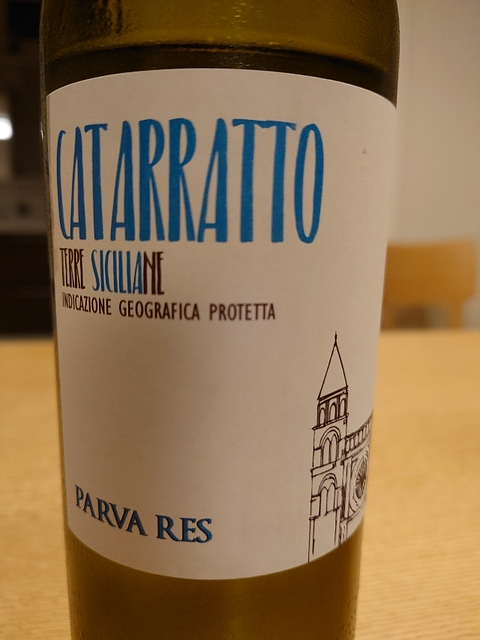 CATARRATTO
TERRE SICILIANE
INDICAZIONE GEOGRAFICA PROTETTA
PARVA RES